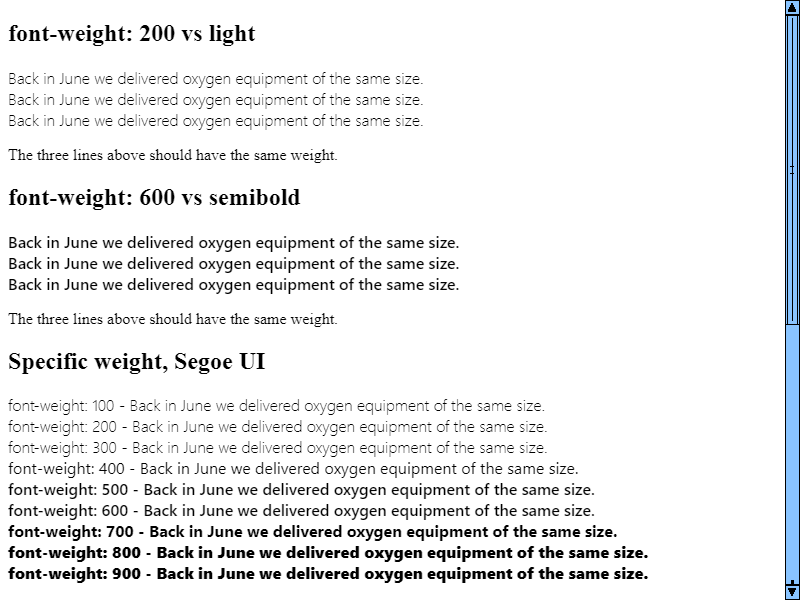 font-weight: 200 vs light
Back in June we delivered oxygen equipment of the same size.
Back in June we delivered oxygen equipment of the same size.
Back in June we delivered oxygen equipment of the same size.
The three lines above should have the same weight.
font-weight: 600 vs semibold
Back in June we delivered oxygen equipment of the same size.
Back in June we delivered oxygen equipment of the same size.
Back in June we delivered oxygen equipment of the same size.
The three lines above should have the same weight.
Specific weight, Segoe UI
font-weight: 100 - Back in June we delivered oxygen equipment of the same size.
font-weight: 200 - Back in June we delivered oxygen equipment of the same size.
font-weight: 300 - Back in June we delivered oxygen equipment of the same size.
font-weight: 400 - Back in June we delivered oxygen equipment of the same size.
font-weight: 500 - Back in June we delivered oxygen equipment of the same size.
font-weight: 600 - Back in June we delivered oxygen equipment of the same size.
font-weight: 700 - Back in June we delivered oxygen equipment of the same size.
font-weight: 800 - Back in June we delivered oxygen equipment of the same size.
font-weight: 900 - Back in June we delivered oxygen equipment of the same size.